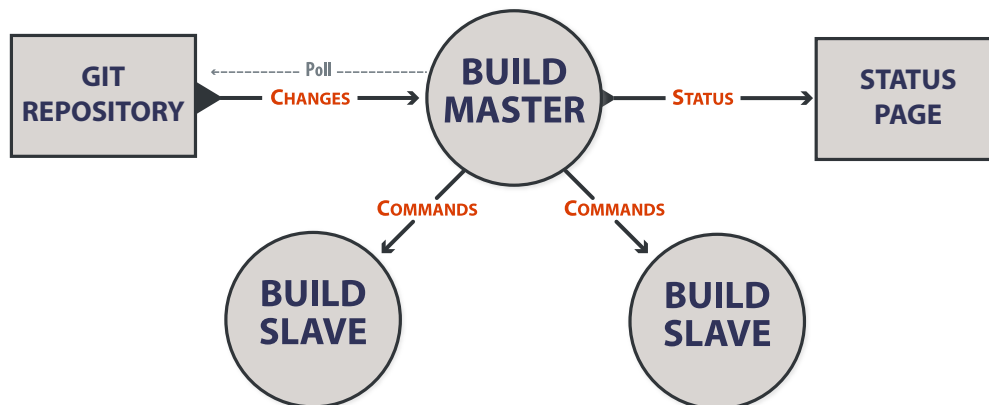 GIT
REPOSITORY
Poll
CHANGES
BUILD
MASTER
STATUS
STATUS
PAGE
COMMANDS
COMMANDS
BUILD
SLAVE
BUILD
SLAVE